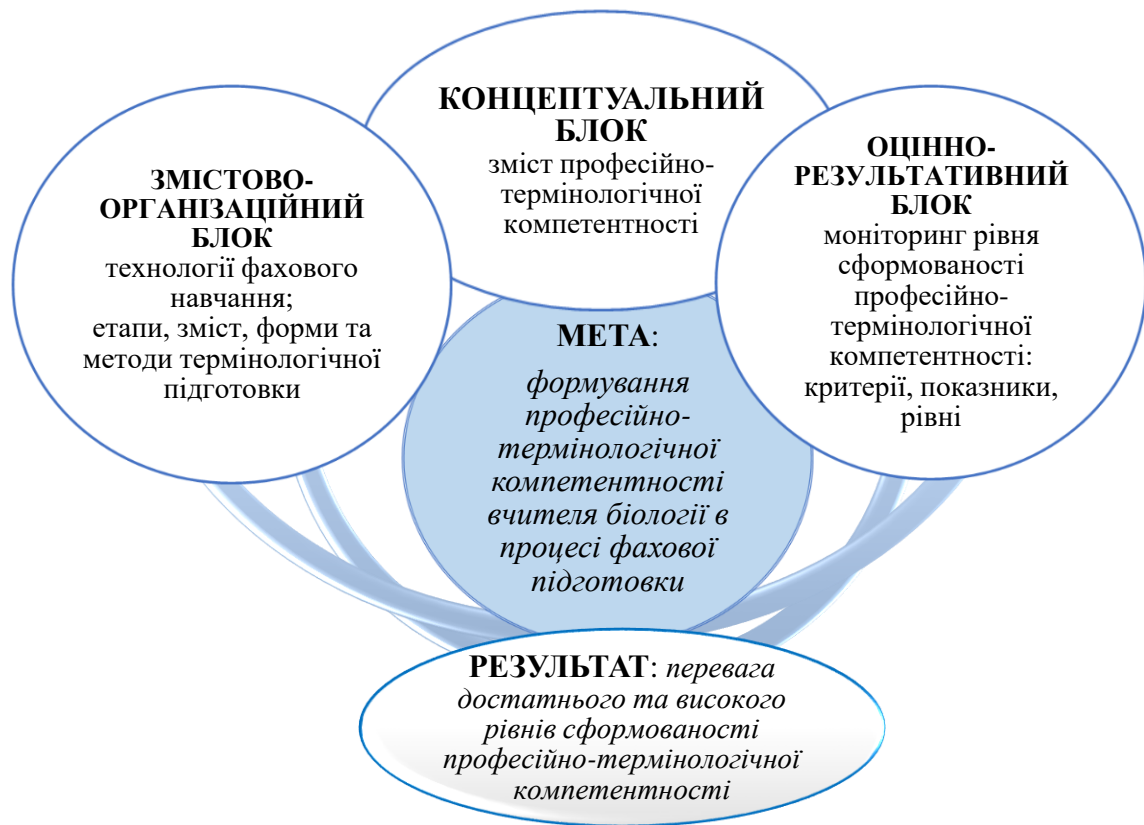 КОНЦЕПТУАЛЬНИЙ
БЛОК
зміст професійно-
термінологічної
компетентності
ЗМІСТОВО-
ОРГАНІЗАЦІЙНИЙ
БЛОК
технології фахового
навчання;
етапи, зміст, форми та
методи термінологічної
підготовки
ОЦІННО-
РЕЗУЛЬТАТИВНИЙ
БЛОК
моніторинг рівня
сформованості
професійно-
термінологічної
компетентності:
критерії, показники,
рівні
МЕТА:
формування
професійно-
термінологічної
компетентності
вчителя біології в
процесі фахової
підготовки
РЕЗУЛЬТАТ: перевага
достатнього та високого
рівнів сформованості
професійно-термінологічної
компетентності